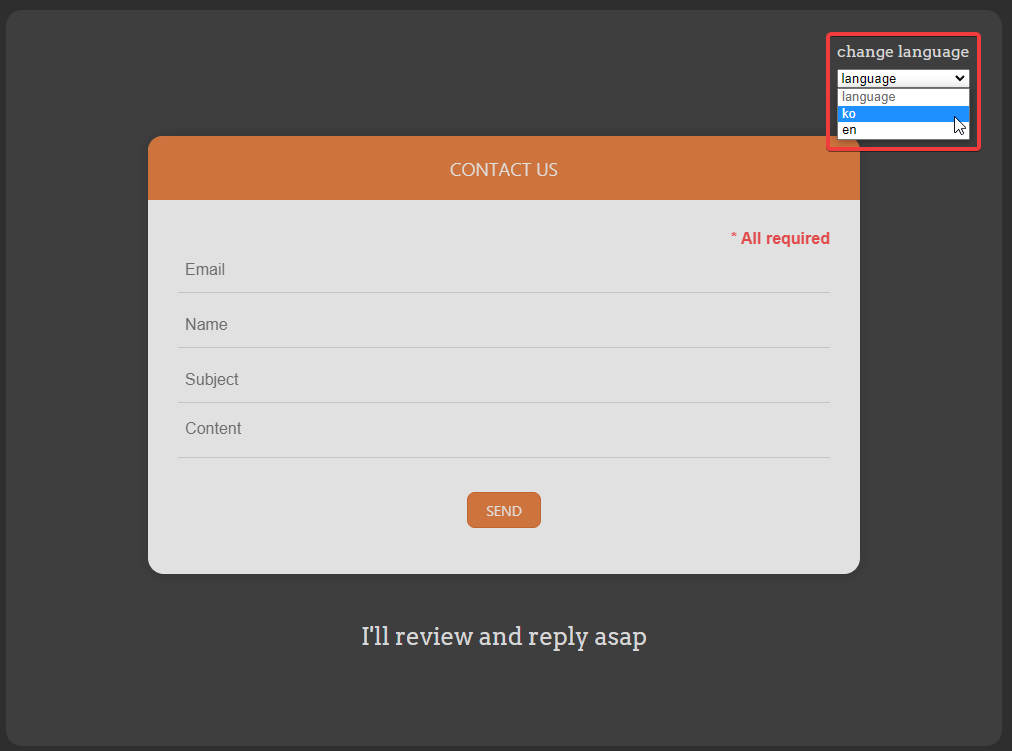 change language
language
language
ko
en
CONTACT US
* All required
Email
Name
Subject
Content
SEND
I'll review and reply asap